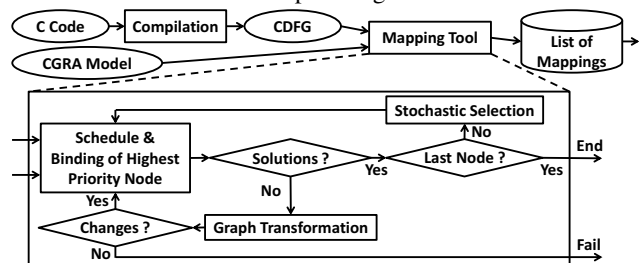 C Code
Compilation
CDFG
Mapping Tool
List of
Mappings
CGRA Model
Stochastic Selection
Schedule &
Binding of Highest
Priority Node
Solutions ?
Last Node ?
No
Yes
Yes
End
No
Yes
Changes ?
Graph Transformation
No
Fail